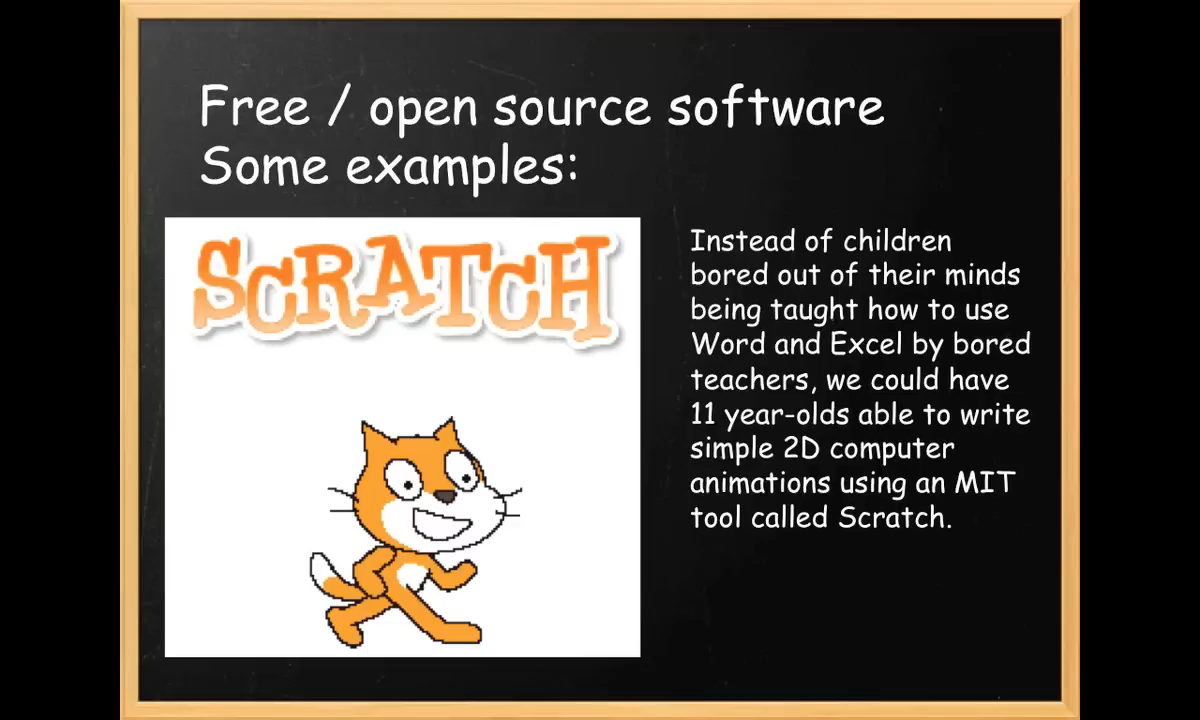 Free / open source software
Some examples:
SCRATCH
Instead of children
bored out of their minds
being taught how to use
Word and Excel by bored
teachers, we could have
11 year-olds able to write
simple 2D computer
animations using an MIT
tool called Scratch.